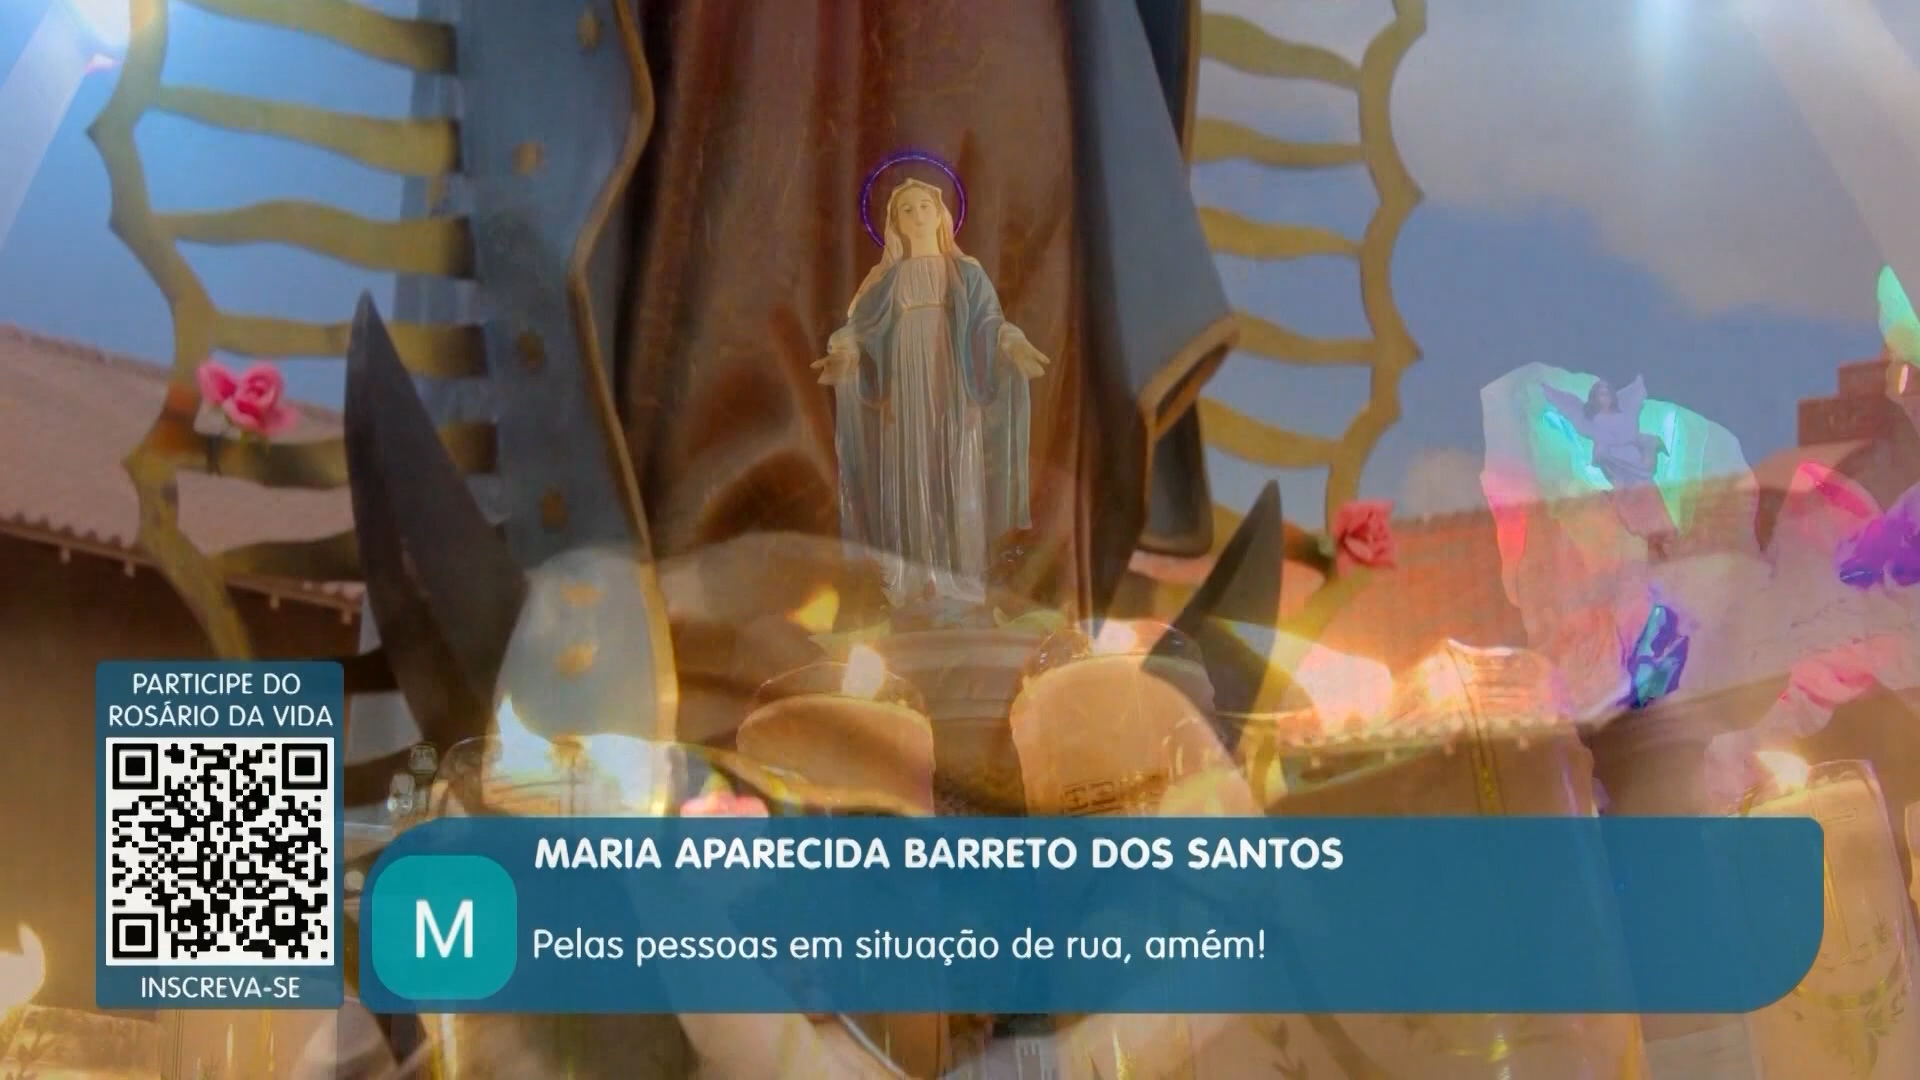 PARTICIPE DO
ROSÁRIO DA VIDA
INSCREVA-SE
MARIA APARECIDA BARRETO DOS SANTOS
M
Pelas pessoas em situação de rua, amém!